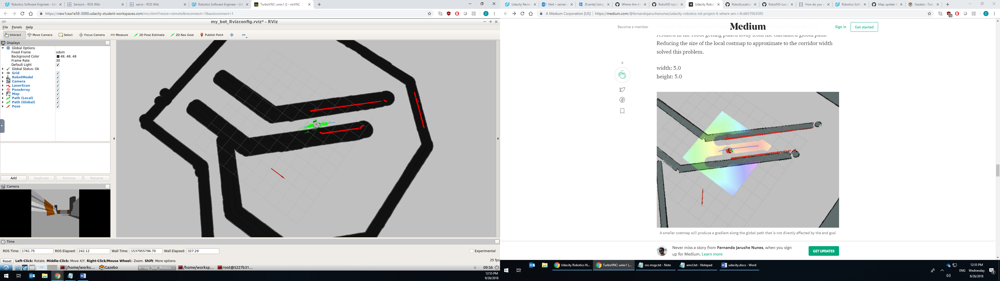 Robotics Software Engineer - Ud
Sensors - ROS Wiki
xacro - ROS Wiki
Robotics Software Engineer - Ud
TurboVNC: unix:1 () - noVNC
https://view1cea1e58-3000.udacity-student-workspaces.com/vnc.html?resize=remote&reconnect=1&autoconnect=1
my_bot_Rvizconfig.rviz* - RViz
File Panels Help
Interact Move Camera Select Focus Camera Measure 2D Pose Estimate 2D Nav Goal Publish Point
Displays
Global Options
Fixed Frame odom
Background Color 48; 48; 48
Frame Rate 30
Default Light
Global Status: Ok
Grid
RobotModel
Camera
LaserScan
PoseArray
Map
Path (Local)
Path (Global)
Pose
Add Duplicate Remove Rename
Camera
Time
ROS Time: 1761.75 ROS Elapsed: 242.12 Wall Time: 1537955796.70 Wall Elapsed: 327.29 Experimental
Reset Left-Click: Rotate. Middle-Click: Move X/Y. Right-Click/Mouse Wheel:: Zoom. Shift: More options. 25 fps
[/home/works... Gazebo my_bot_Rvizco... /home/worksp... root@5227b31... 09:56
12:55 PM
9/26/2018
Udacity Review
Mail – zainab.
[Fuerte] Using
Where-Am-I/
RoboND-Loca
Udacity Robot
RobotLocaliza
RoboND-Loca
How do you u
Robotics Soft
Map update
Gazebo : Tuto
A Medium Corporation [US] | https://medium.com/@fernandojaruchenunes/udacity-robotics-nd-project-6-where-am-i-8cd657063585
Become a member
Medium
Sign in
Get started
resulted in the robot getting pulled away from the calculated global path.
Reducing the size of the local costmap to approximate to the corridor width
solved this problem.
6
width: 5.0
height: 5.0
A smaller costmap will produce a gradient along the global path that is not directly affected by the end goal
Never miss a story from Fernando Jaruche Nunes, when you sign
up for Medium. Learn more
GET UPDATES
Udacity Robotics N...
TurboVNC: unix:1 (...
ros msgs.txt - Note
amcl.txt - Notepad
udacity.docx - Word
ENG
12:55 PM
Wednesday
9/26/2018
2